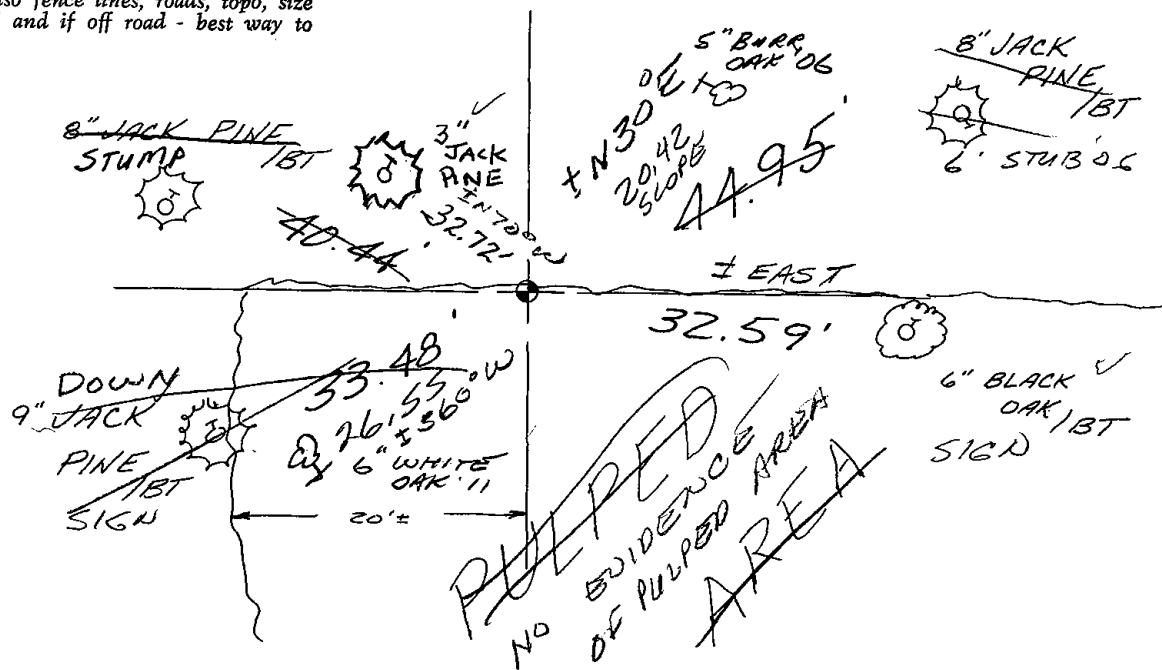 also fence lines, roads, topo, size
and if off road - best way to
8" JACK PINE
/BT
STUMP
3"
JACK
PINE
± N70°W
32.72'
40.44'
5" BURR
OAK '06
± N30°E
20.42
SLOPE
44.95'
8" JACK
PINE
/BT
6' STUB '06
± EAST
32.59'
DOWN
9" JACK
PINE
/BT
SIGN
33.48'
26.55
± S60°W
6" WHITE
OAK '11
20'±
6" BLACK
OAK /BT
SIGN
PULPED
AREA
NO EVIDENCE
OF PULPED AREA